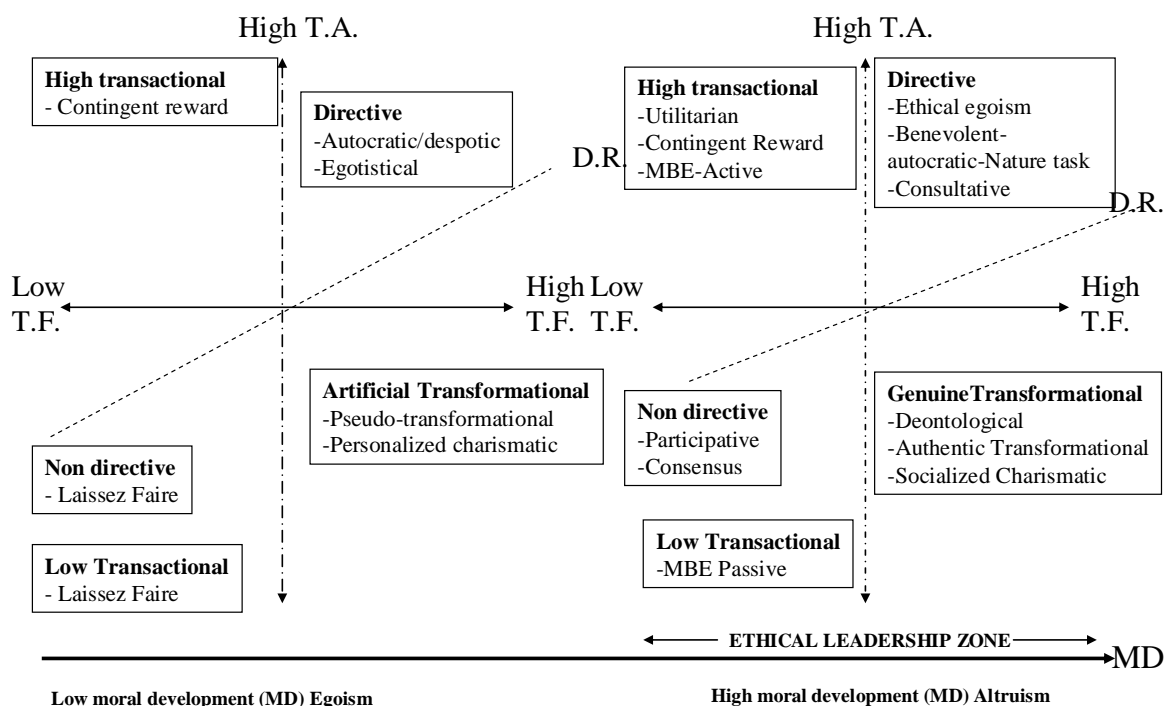 High T.A.
High transactional
- Contingent reward
Directive
-Autocratic/despotic
-Egotistical
D.R.
Low
T.F.
High
T.F.
Artificial Transformational
-Pseudo-transformational
-Personalized charismatic
Non directive
- Laissez Faire
Low Transactional
- Laissez Faire
High T.A.
High transactional
-Utilitarian
-Contingent Reward
-MBE-Active
Directive
-Ethical egoism
-Benevolent-
autocratic-Nature task
-Consultative
D.R.
Low
T.F.
High
T.F.
Non directive
-Participative
-Consensus
GenuineTransformational
-Deontological
-Authentic Transformational
-Socialized Charismatic
Low Transactional
-MBE Passive
ETHICAL LEADERSHIP ZONE
MD
Low moral development (MD) Egoism
High moral development (MD) Altruism